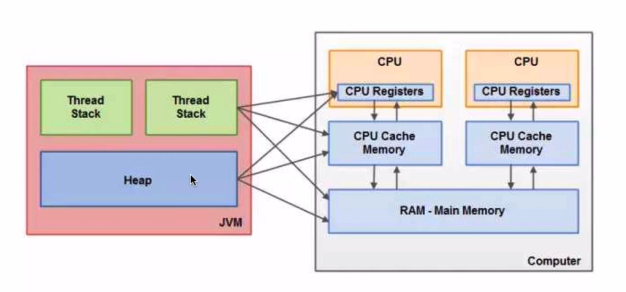 CPU
CPU
CPU Registers
CPU Registers
Thread
Stack
Thread
Stack
CPU Cache
Memory
CPU Cache
Memory
Heap
RAM - Main Memory
JVM
Computer